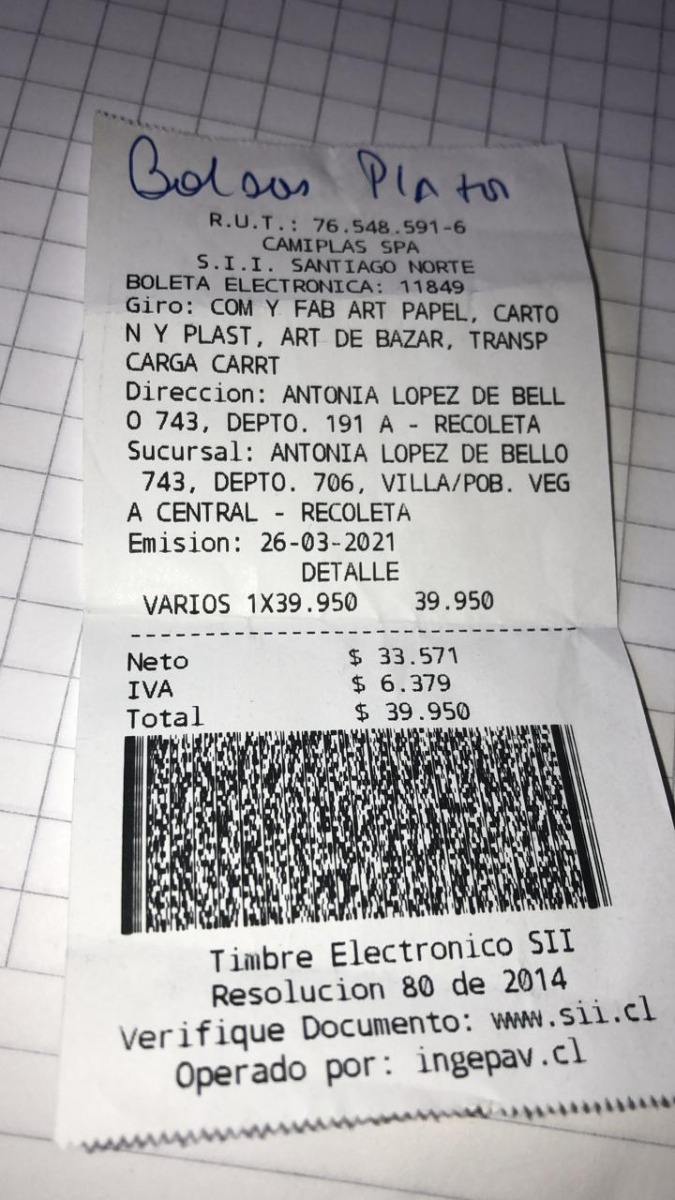 Bolsas Platos
R.U.T.: 76.548.591-6
CAMIPLAS SPA
S.I.I. SANTIAGO NORTE
BOLETA ELECTRONICA: 11849
Giro: COM Y FAB ART PAPEL, CARTO
N Y PLAST, ART DE BAZAR, TRANSP
CARGA CARRT
Direccion: ANTONIA LOPEZ DE BELL
O 743, DEPTO. 191 A - RECOLETA
Sucursal: ANTONIA LOPEZ DE BELLO
743, DEPTO. 706, VILLA/POB. VEG
A CENTRAL - RECOLETA
Emision: 26-03-2021
DETALLE
VARIOS 1X39.950 39.950
--------------------------------
Neto $ 33.571
IVA $ 6.379
Total $ 39.950
Timbre Electronico SII
Resolucion 80 de 2014
Verifique Documento: www.sii.cl
Operado por: ingepav.cl